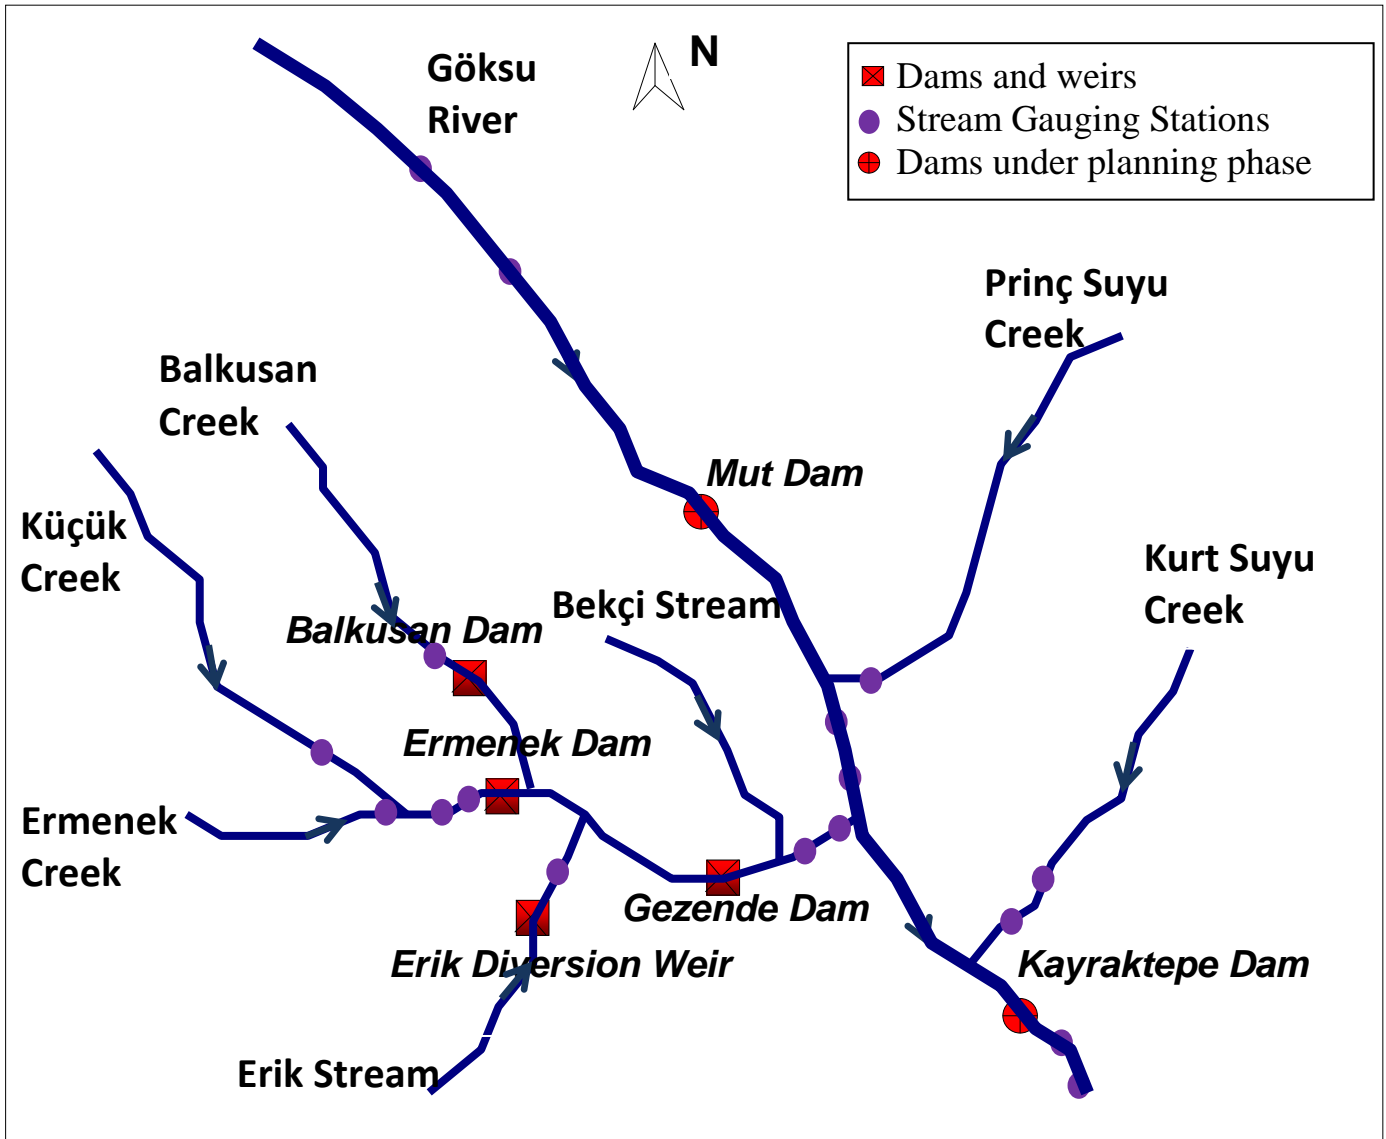 Göksu
River
N
Dams and weirs
Stream Gauging Stations
Dams under planning phase
Prinç Suyu
Creek
Balkusan
Creek
Mut Dam
Küçük
Creek
Kurt Suyu
Creek
Bekçi Stream
Balkusan Dam
Ermenek Dam
Ermenek
Creek
Gezende Dam
Erik Diversion Weir
Kayraktepe Dam
Erik Stream